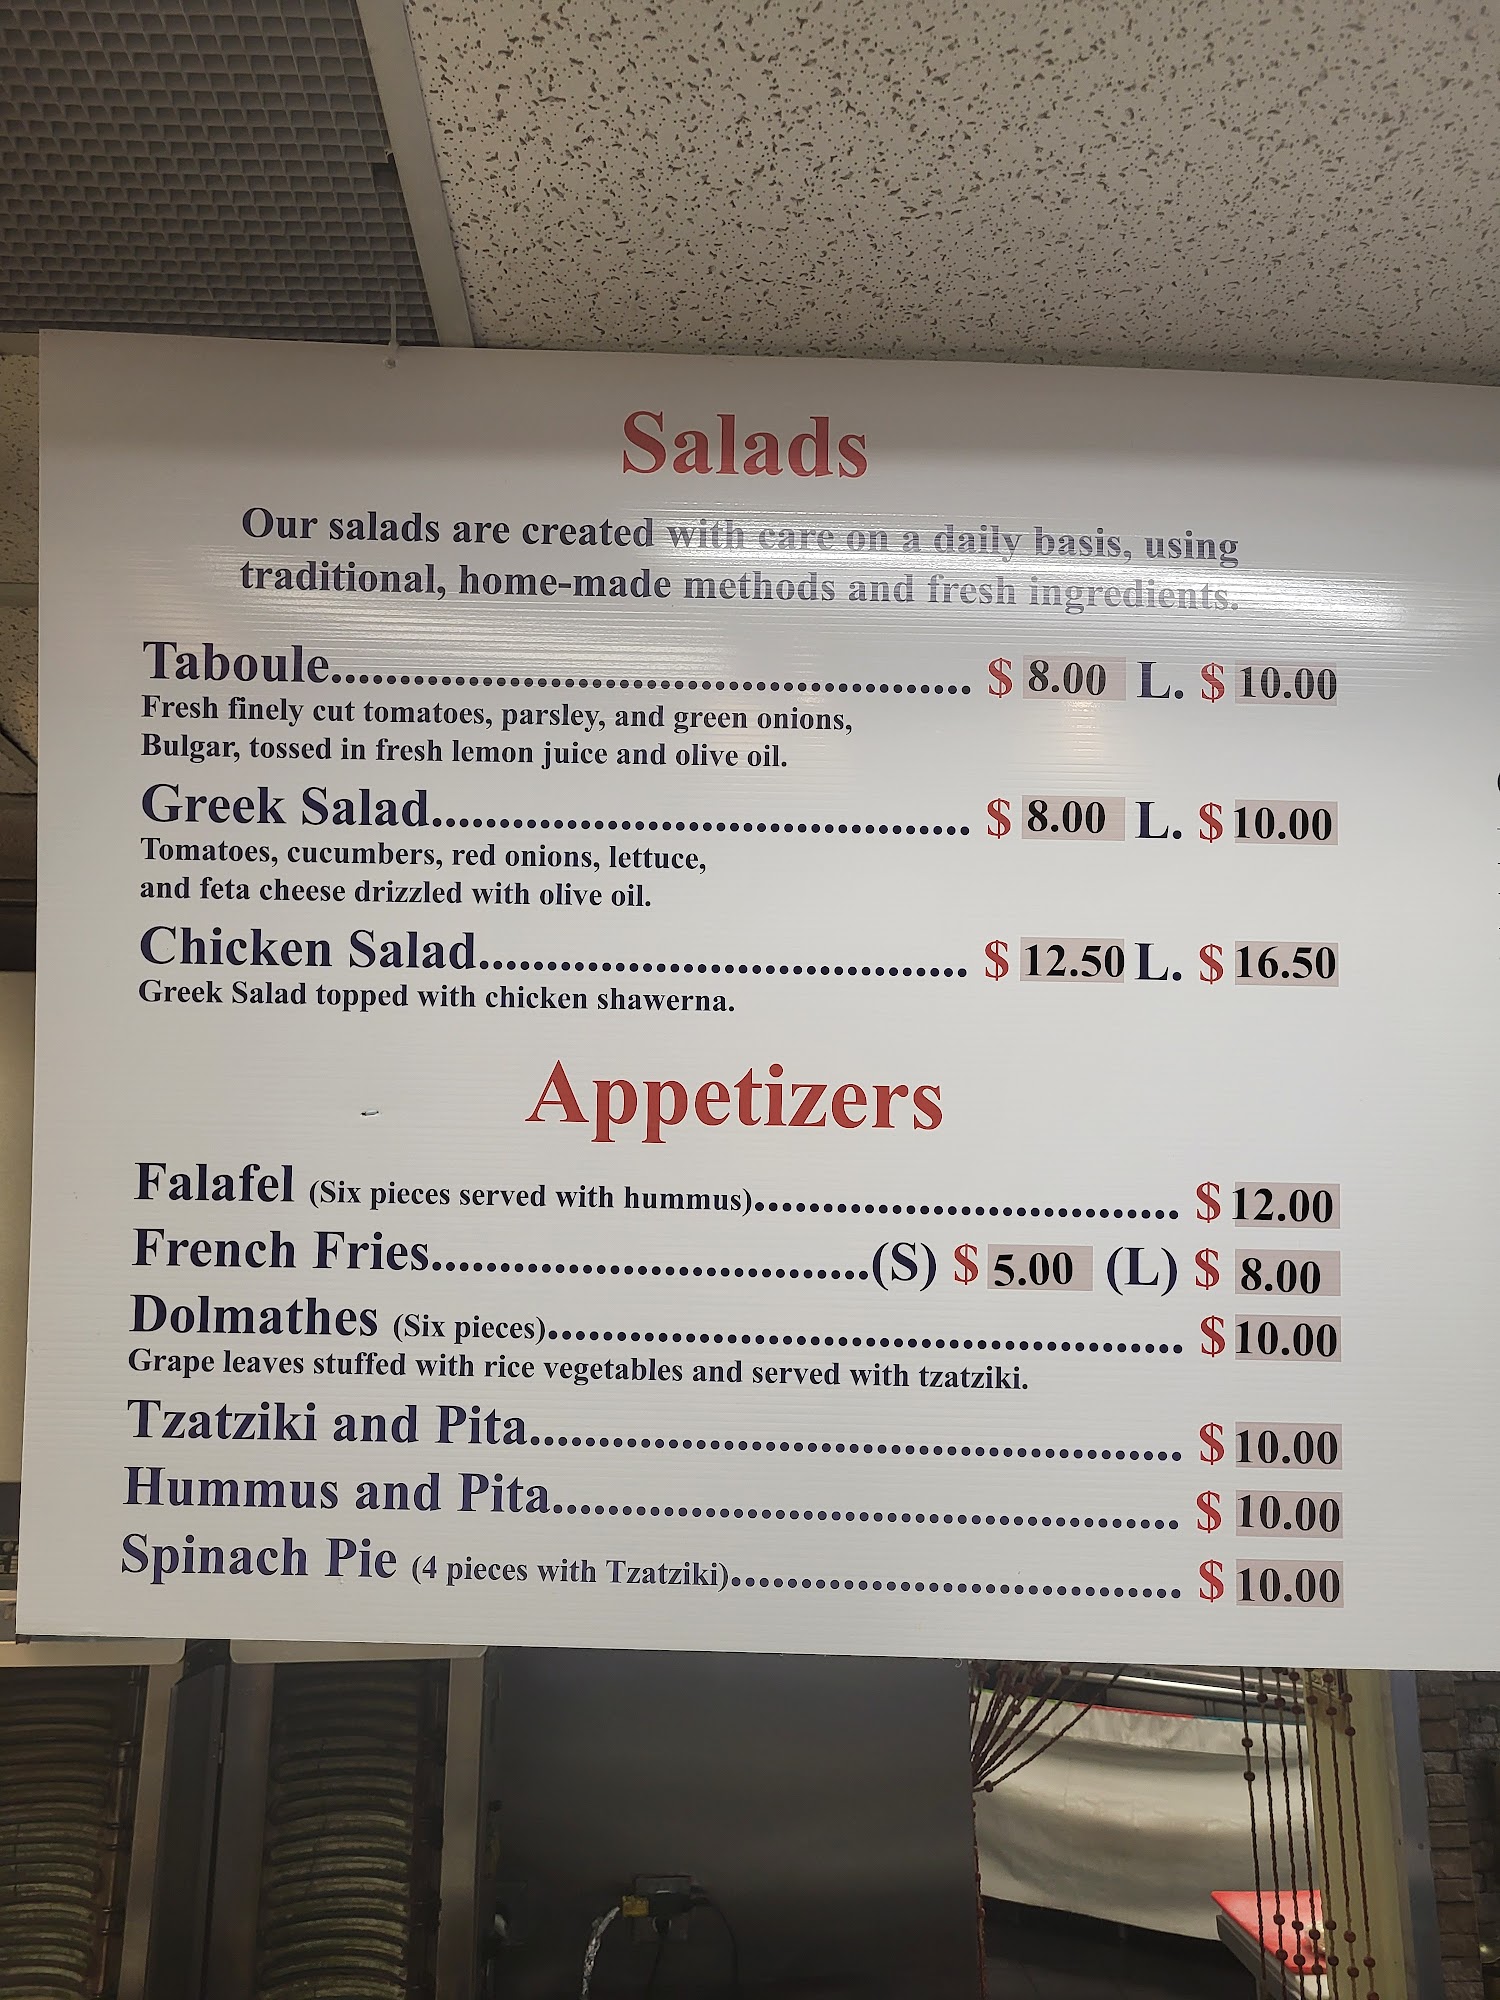 Salads
Our salads are created with care on a daily basis, using
traditional, home-made methods and fresh ingredients.
Taboule............................................... $ 8.00 L. $ 10.00
Fresh finely cut tomatoes, parsley, and green onions,
Bulgar, tossed in fresh lemon juice and olive oil.
Greek Salad........................................ $ 8.00 L. $ 10.00
Tomatoes, cucumbers, red onions, lettuce,
and feta cheese drizzled with olive oil.
Chicken Salad.................................... $ 12.50 L. $ 16.50
Greek Salad topped with chicken shawerna.
Appetizers
Falafel (Six pieces served with hummus)............................... $ 12.00
French Fries................................(S) $ 5.00 (L) $ 8.00
Dolmathes (Six pieces).............................................. $ 10.00
Grape leaves stuffed with rice vegetables and served with tzatziki.
Tzatziki and Pita............................................... $ 10.00
Hummus and Pita............................................. $ 10.00
Spinach Pie (4 pieces with Tzatziki)................................. $ 10.00